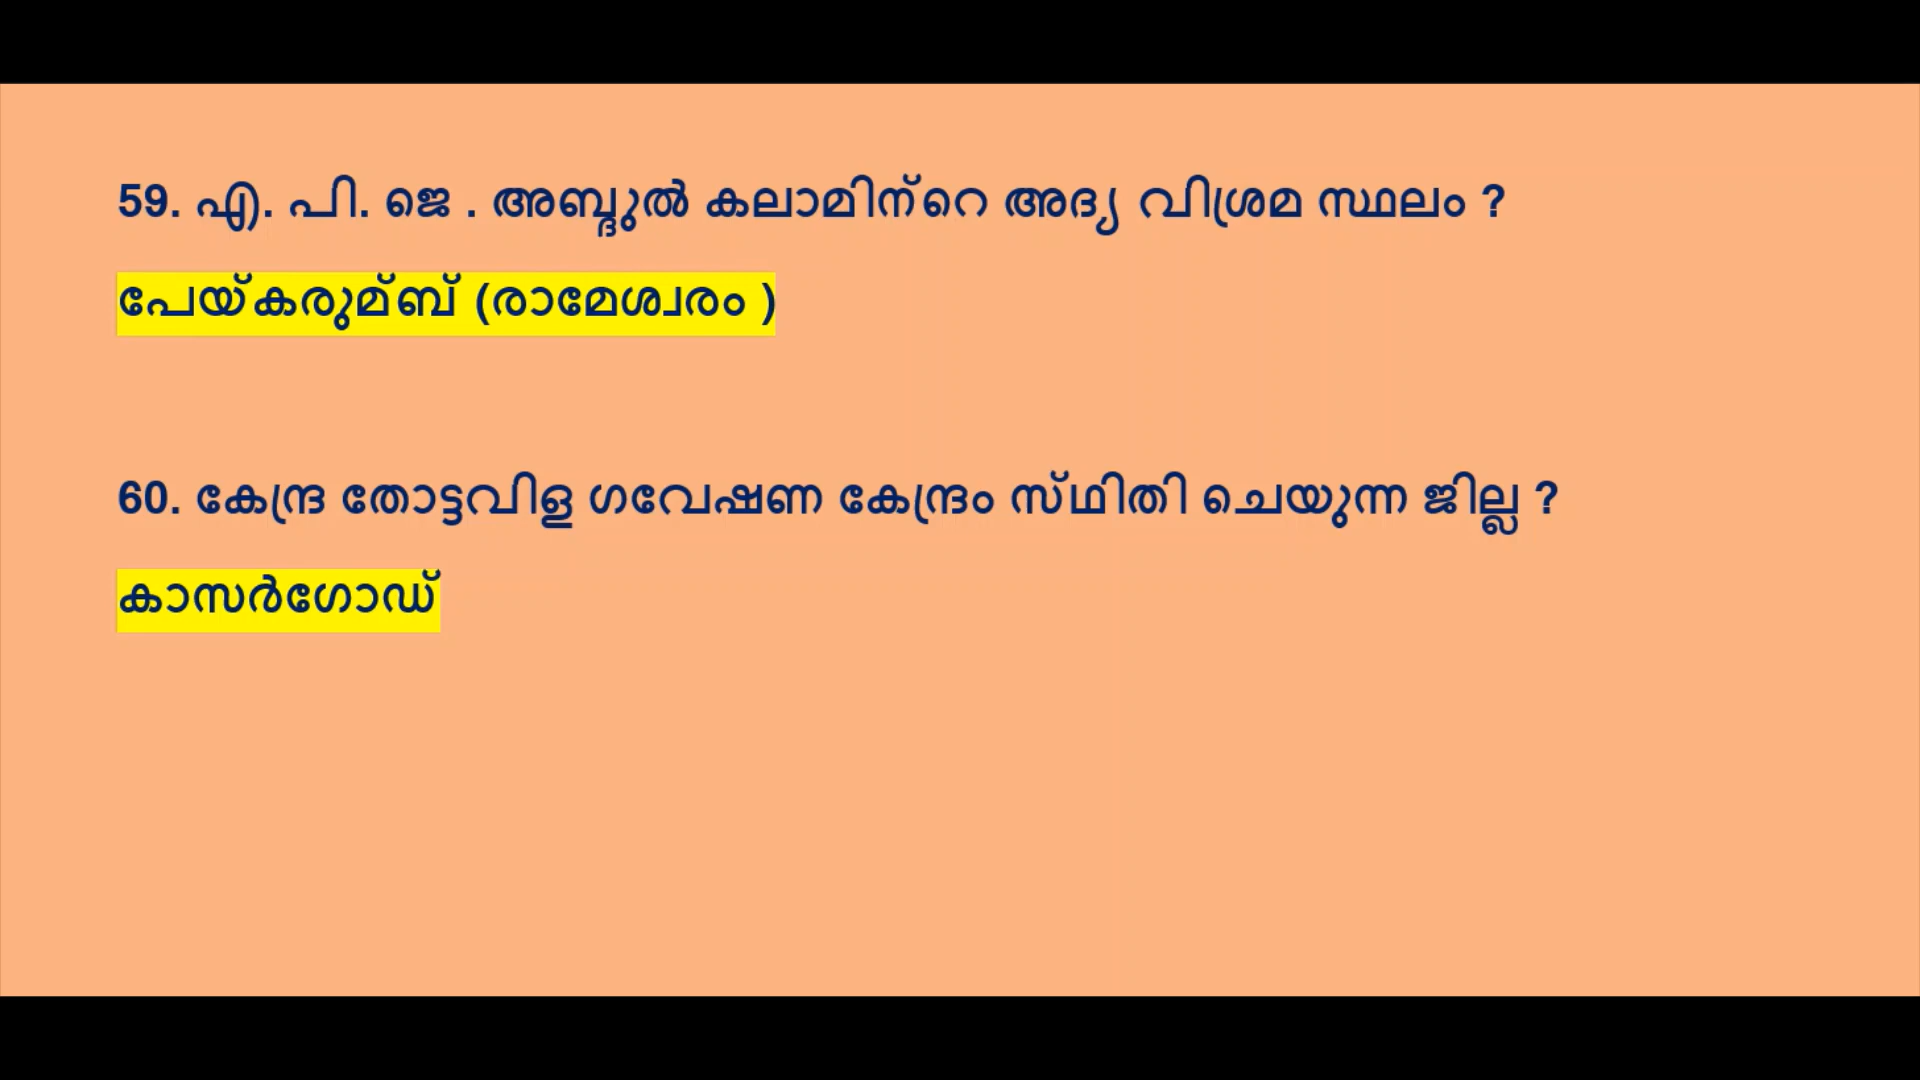 59. എ. പി. ജെ . അബ്ദുൽ കലാമിന്‌റെ അദ്യ വിശ്രമ സ്ഥലം ?
പേയ്കരുമ്‌ബ് (രാമേശ്വരം )
60. കേന്ദ്ര തോട്ടവിള ഗവേഷണ കേന്ദ്രം സ്‌ഥിതി ചെയുന്ന ജില്ല ?
കാസർഗോഡ്